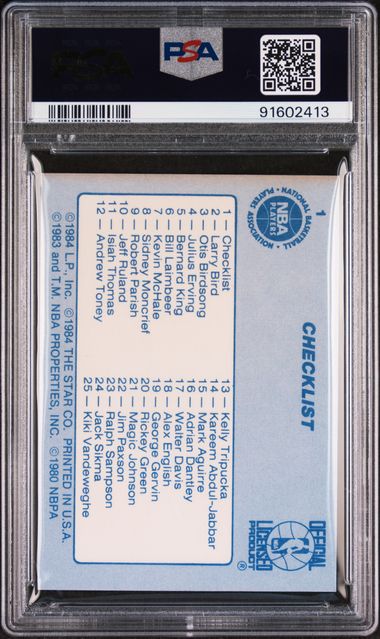 PSA
PSA
91602413
1
CHECKLIST
NATIONAL BASKETBALL
PLAYERS ASSOCIATION
NBA
PLAYERS
OFFICIAL
LICENSED
PRODUCT
®
1 Checklist
2 Larry Bird
3 Otis Birdsong
4 Julius Erving
5 Bernard King
6 Bill Laimbeer
7 Kevin McHale
8 Sidney Moncrief
9 Robert Parish
10 Jeff Ruland
11 Isiah Thomas
12 Andrew Toney
13 Kelly Tripucka
14 Kareem Abdul-Jabbar
15 Mark Aguirre
16 Adrian Dantley
17 Walter Davis
18 Alex English
19 George Gervin
20 Rickey Green
21 Magic Johnson
22 Jim Paxson
23 Ralph Sampson
24 Jack Sikma
25 Kiki Vandeweghe
©1984 L.P., Inc. ©1984 THE STAR CO. PRINTED IN U.S.A.
©1983 and T.M. NBA PROPERTIES, INC. ©1980 NBPA